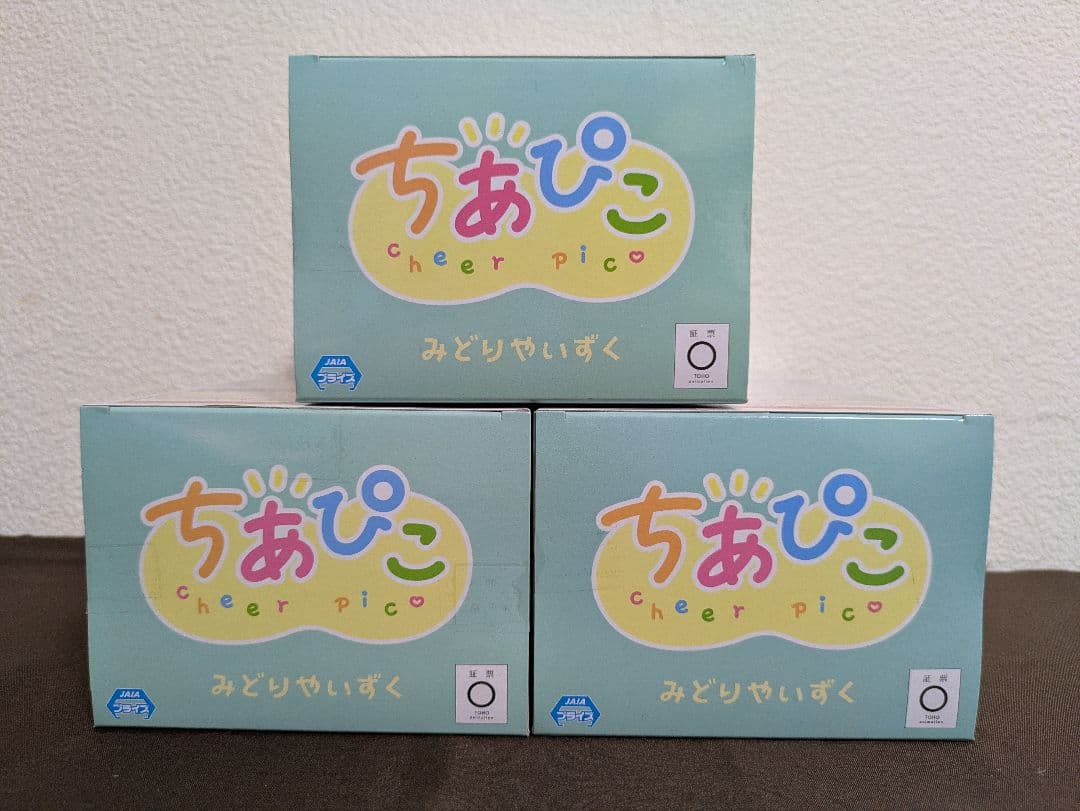 ちあぴこ
cheer pico
みどりやいずく
JAIA
プライズ
証票
TOHO
animation
ちあぴこ
cheer pico
みどりやいずく
JAIA
プライズ
証票
TOHO
animation
ちあぴこ
cheer pico
みどりやいずく
JAIA
プライズ
証票
TOHO
animation